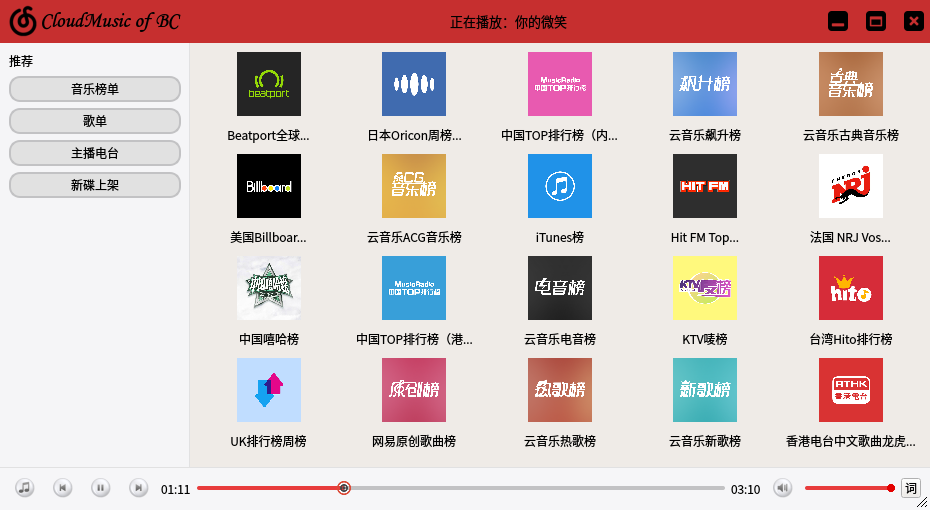 CloudMusic of BC
正在播放：你的微笑
推荐
音乐榜单
歌单
主播电台
新碟上架
beatport
MusicRadio
中国TOP排行榜
飙升榜
古典
音乐榜
Beatport全球...
日本Oricon周榜...
中国TOP排行榜（内...
云音乐飙升榜
云音乐古典音乐榜
Billboard
ACG
音乐榜
HIT FM
ENERGY
NRJ
美国Billboar...
云音乐ACG音乐榜
iTunes榜
Hit FM Top...
法国 NRJ Vos...
中国嘻哈榜
MusicRadio
中国TOP排行榜
电音榜
KTV唛榜
hito
中国嘻哈榜
中国TOP排行榜（港...
云音乐电音榜
KTV唛榜
台湾Hito排行榜
原创榜
热歌榜
新歌榜
RTHK
香港電台
UK排行榜周榜
网易原创歌曲榜
云音乐热歌榜
云音乐新歌榜
香港电台中文歌曲龙虎...
01:11
03:10
词